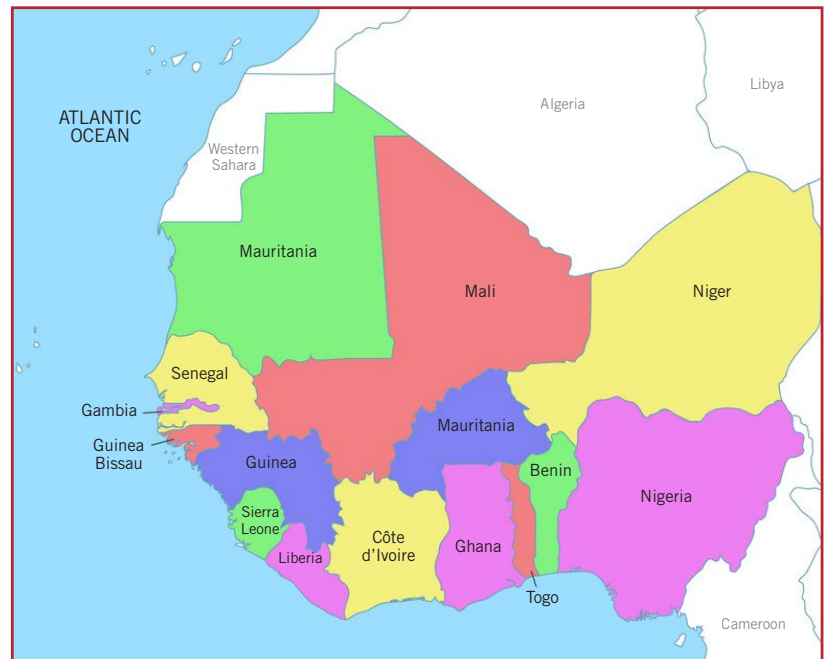 ATLANTIC
OCEAN
Western
Sahara
Algeria
Libya
Mauritania
Mali
Niger
Senegal
Gambia
Guinea
Bissau
Guinea
Mauritania
Benin
Nigeria
Sierra
Leone
Liberia
Côte
d'Ivoire
Ghana
Togo
Cameroon